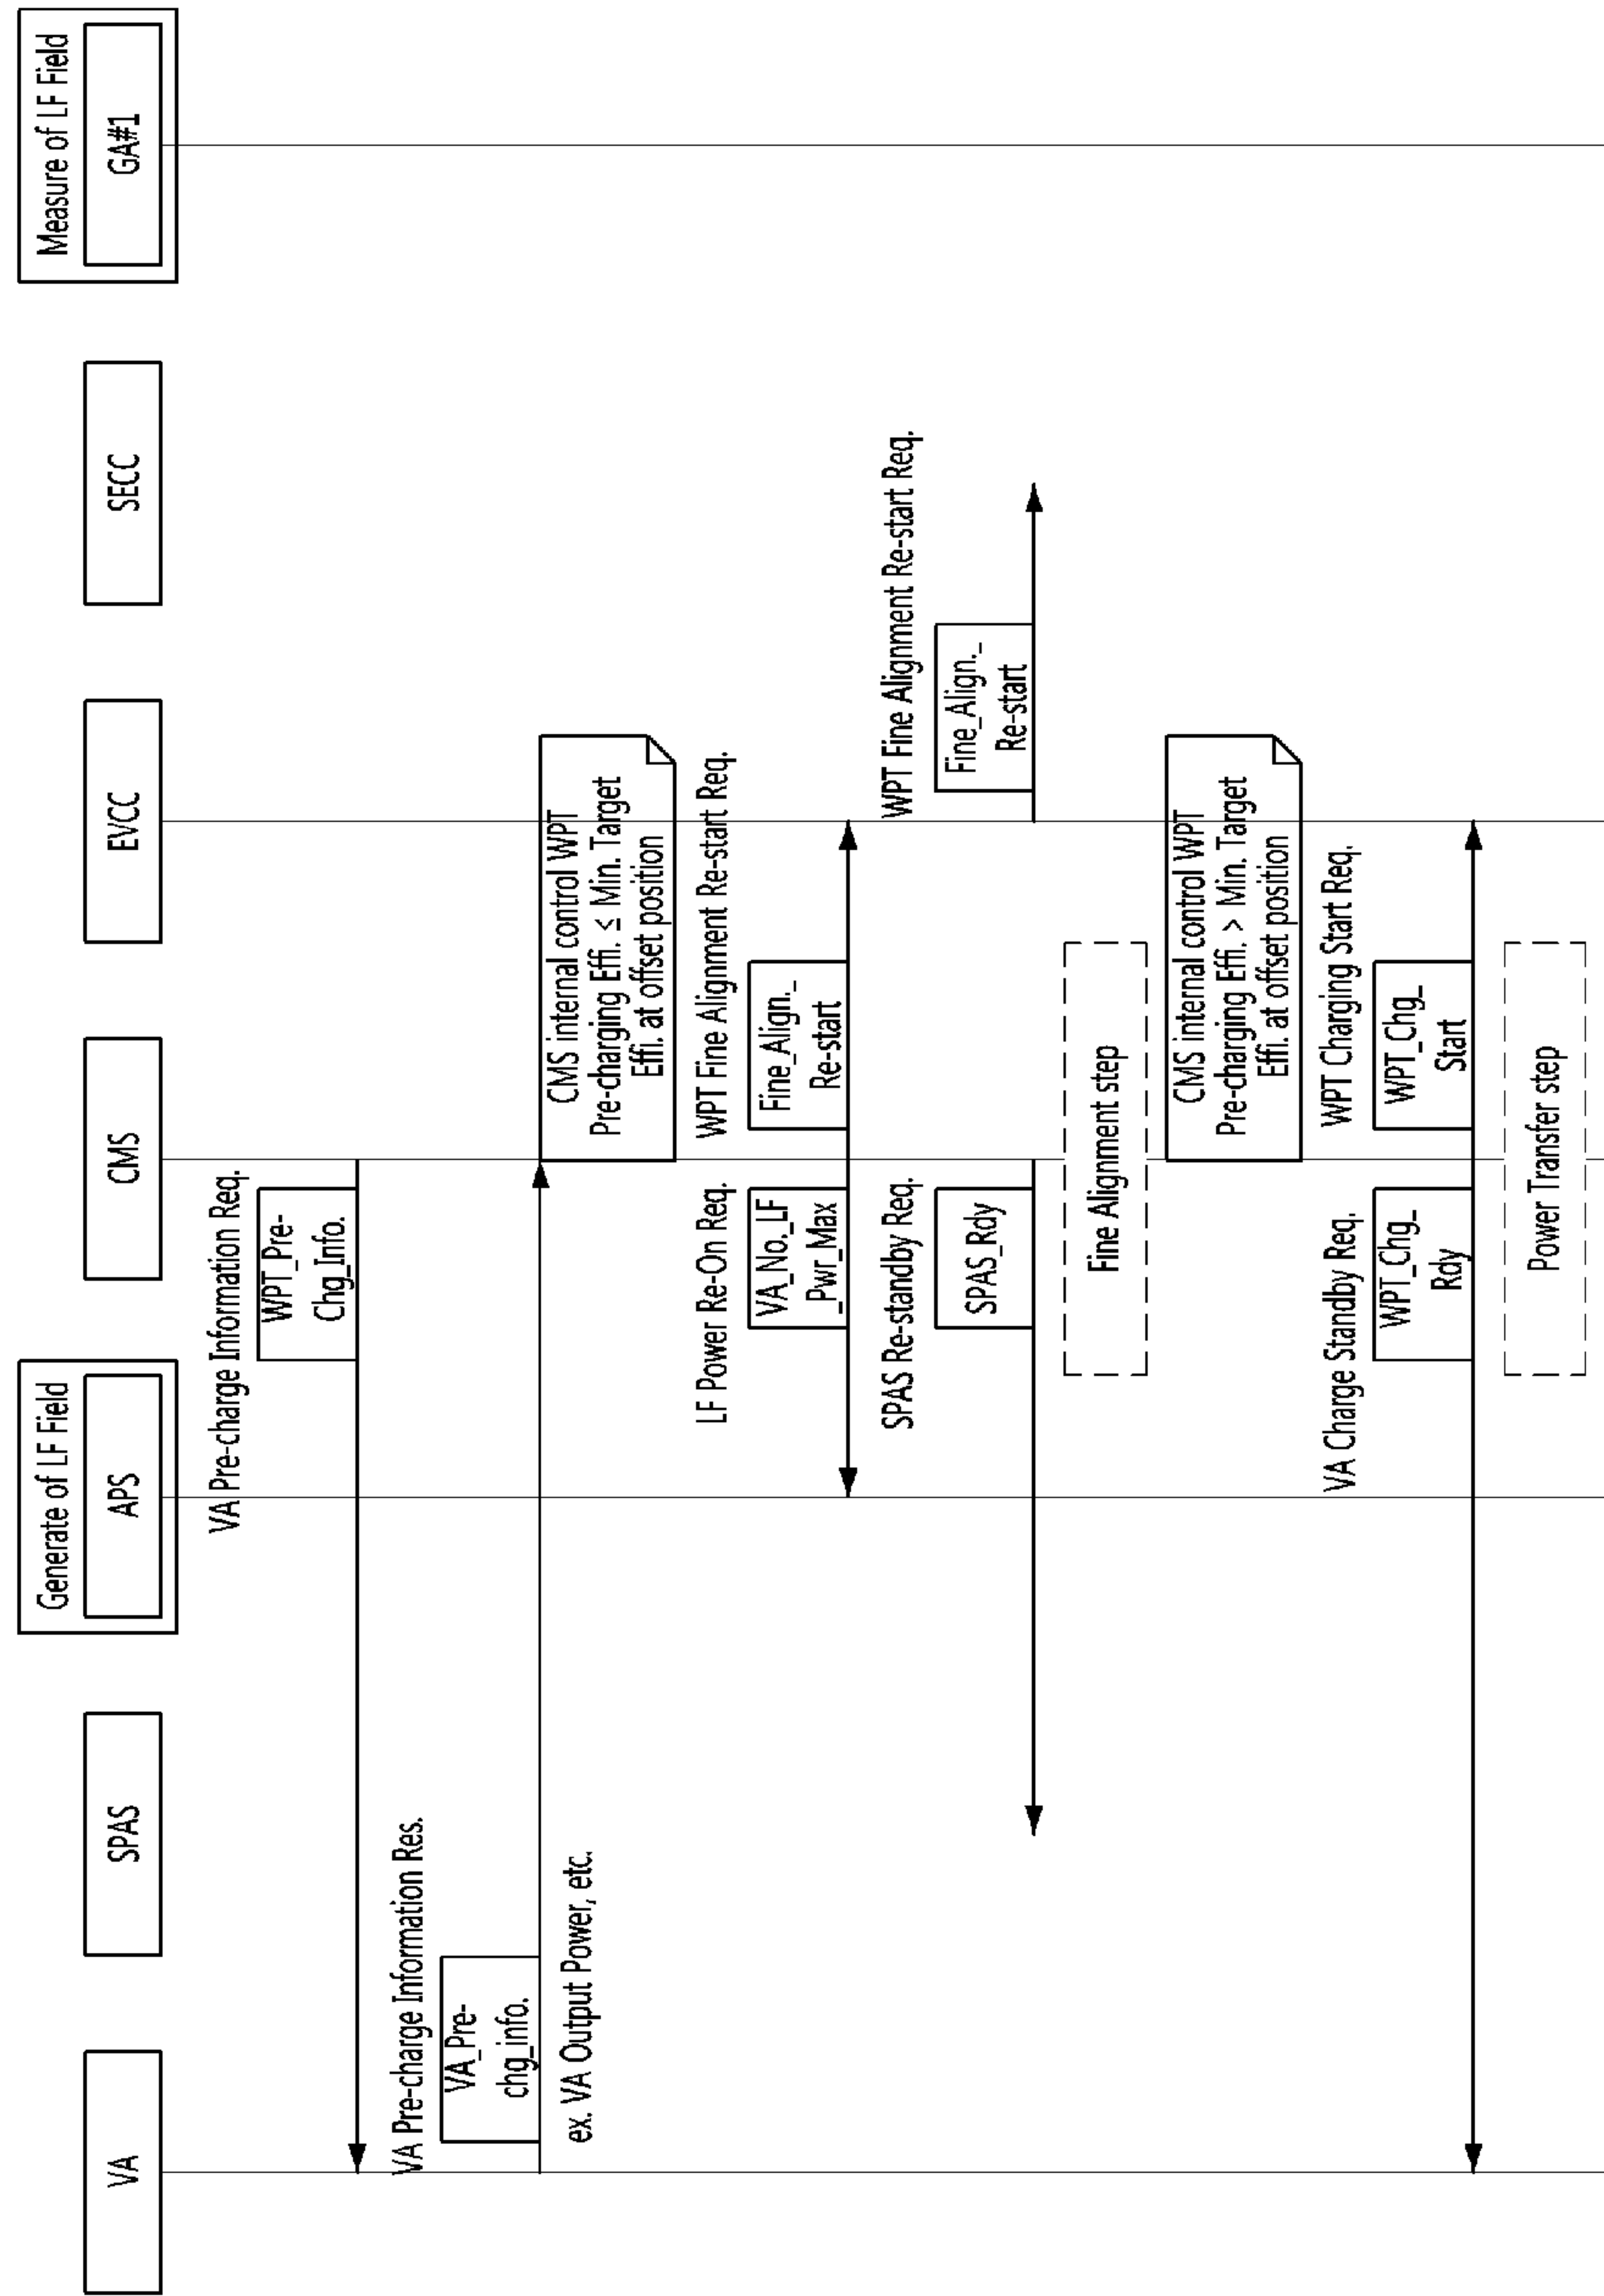 Generate of LF Field
Measure of LF Field
VA
SPAS
APS
CMS
EVCC
SECC
GA#1
VA Pre-charge Information Req.
WPT_Pre-
Chg_Info.
VA Pre-charge Information Res.
VA_Pre-
chg_info.
ex. VA Output Power, etc.
CMS internal control WPT
Pre-charging Effi. ≤ Min. Target
Effi. at offset position
LF Power Re-On Req.
VA_No._LF
_Pwr_Max
WPT Fine Alignment Re-start Req.
Fine_Align._
Re-start
SPAS Re-standby Req.
SPAS_Rdy
WPT Fine Alignment Re-start Req.
Fine_Align._
Re-start
Fine Alignment step
CMS internal control WPT
Pre-charging Effi. > Min. Target
Effi. at offset position
VA Charge Standby Req.
WPT_Chg_
Rdy
WPT Charging Start Req.
WPT_Chg_
Start
Power Transfer step